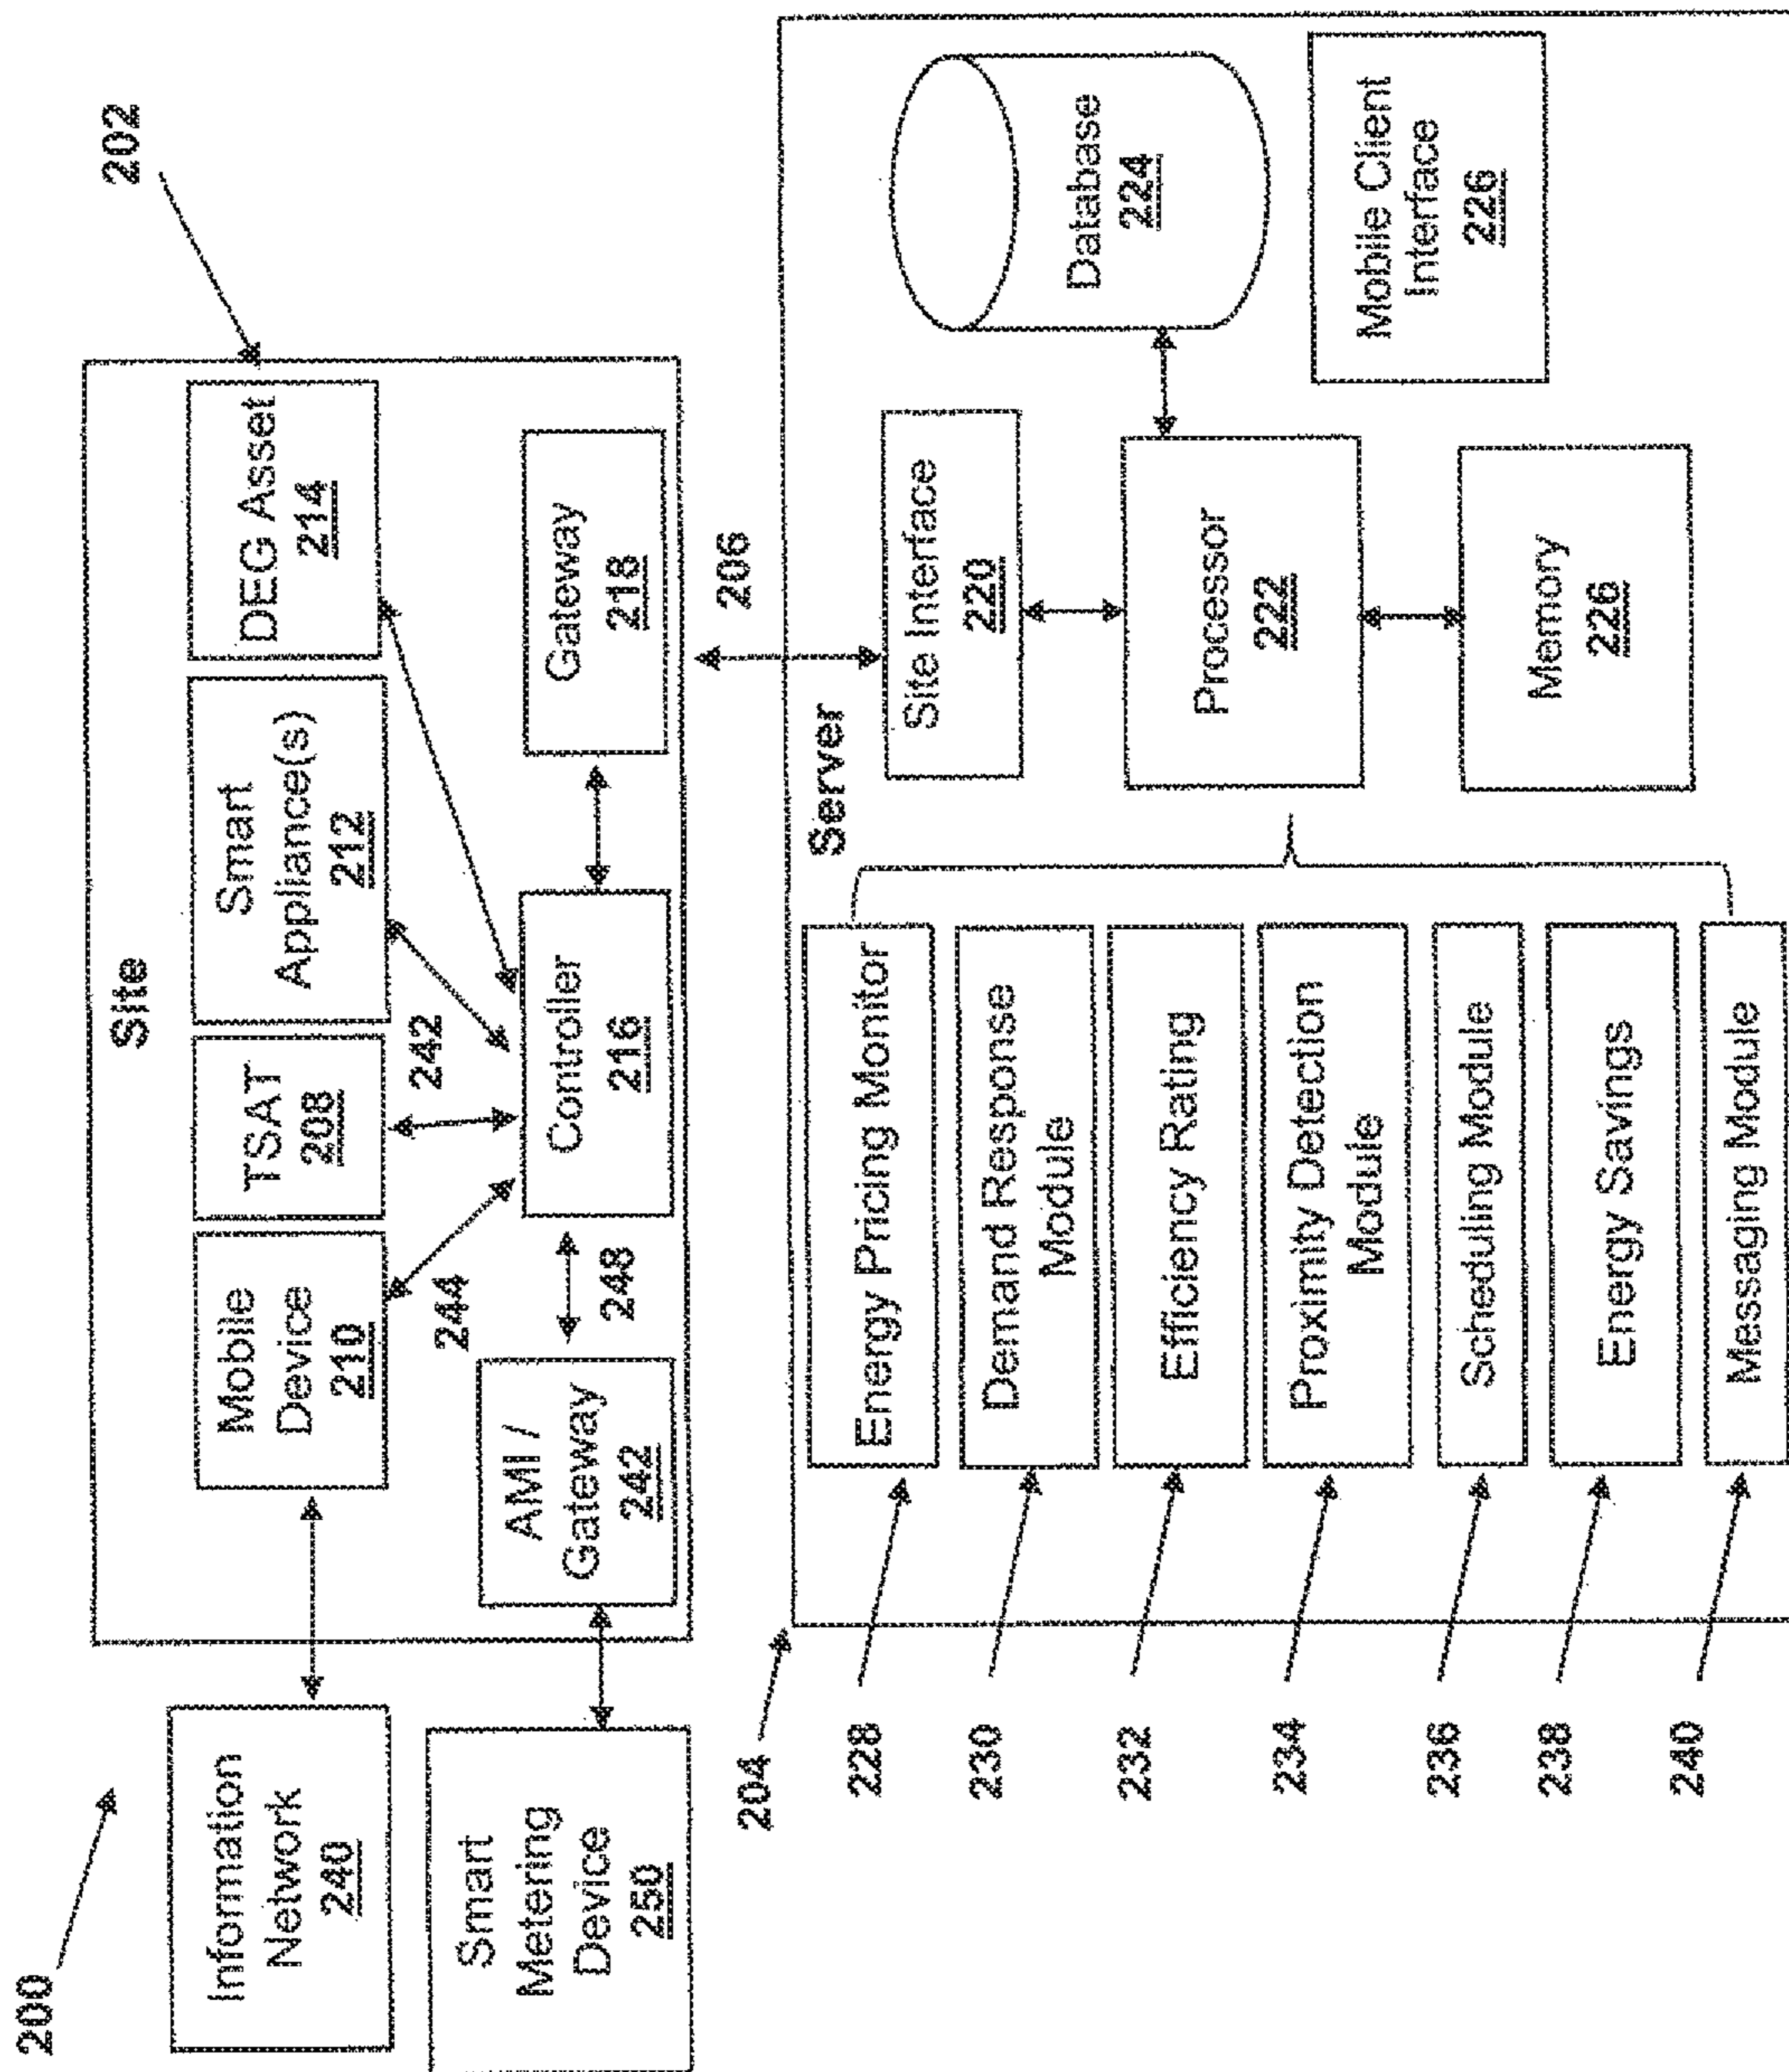 200
202
Site
Information
Network
240
Mobile
Device
210
TSAT
208
Smart
Appliance(s)
212
DEG Asset
214
244
242
Smart
Metering
Device
250
AMI /
Gateway
242
248
Controller
216
Gateway
218
206
204
Server
228
Energy Pricing Monitor
230
Demand Response
Module
232
Efficiency Rating
234
Proximity Detection
Module
236
Scheduling Module
238
Energy Savings
240
Messaging Module
Site Interface
220
Processor
222
Memory
226
Database
224
Mobile Client
Interface
226